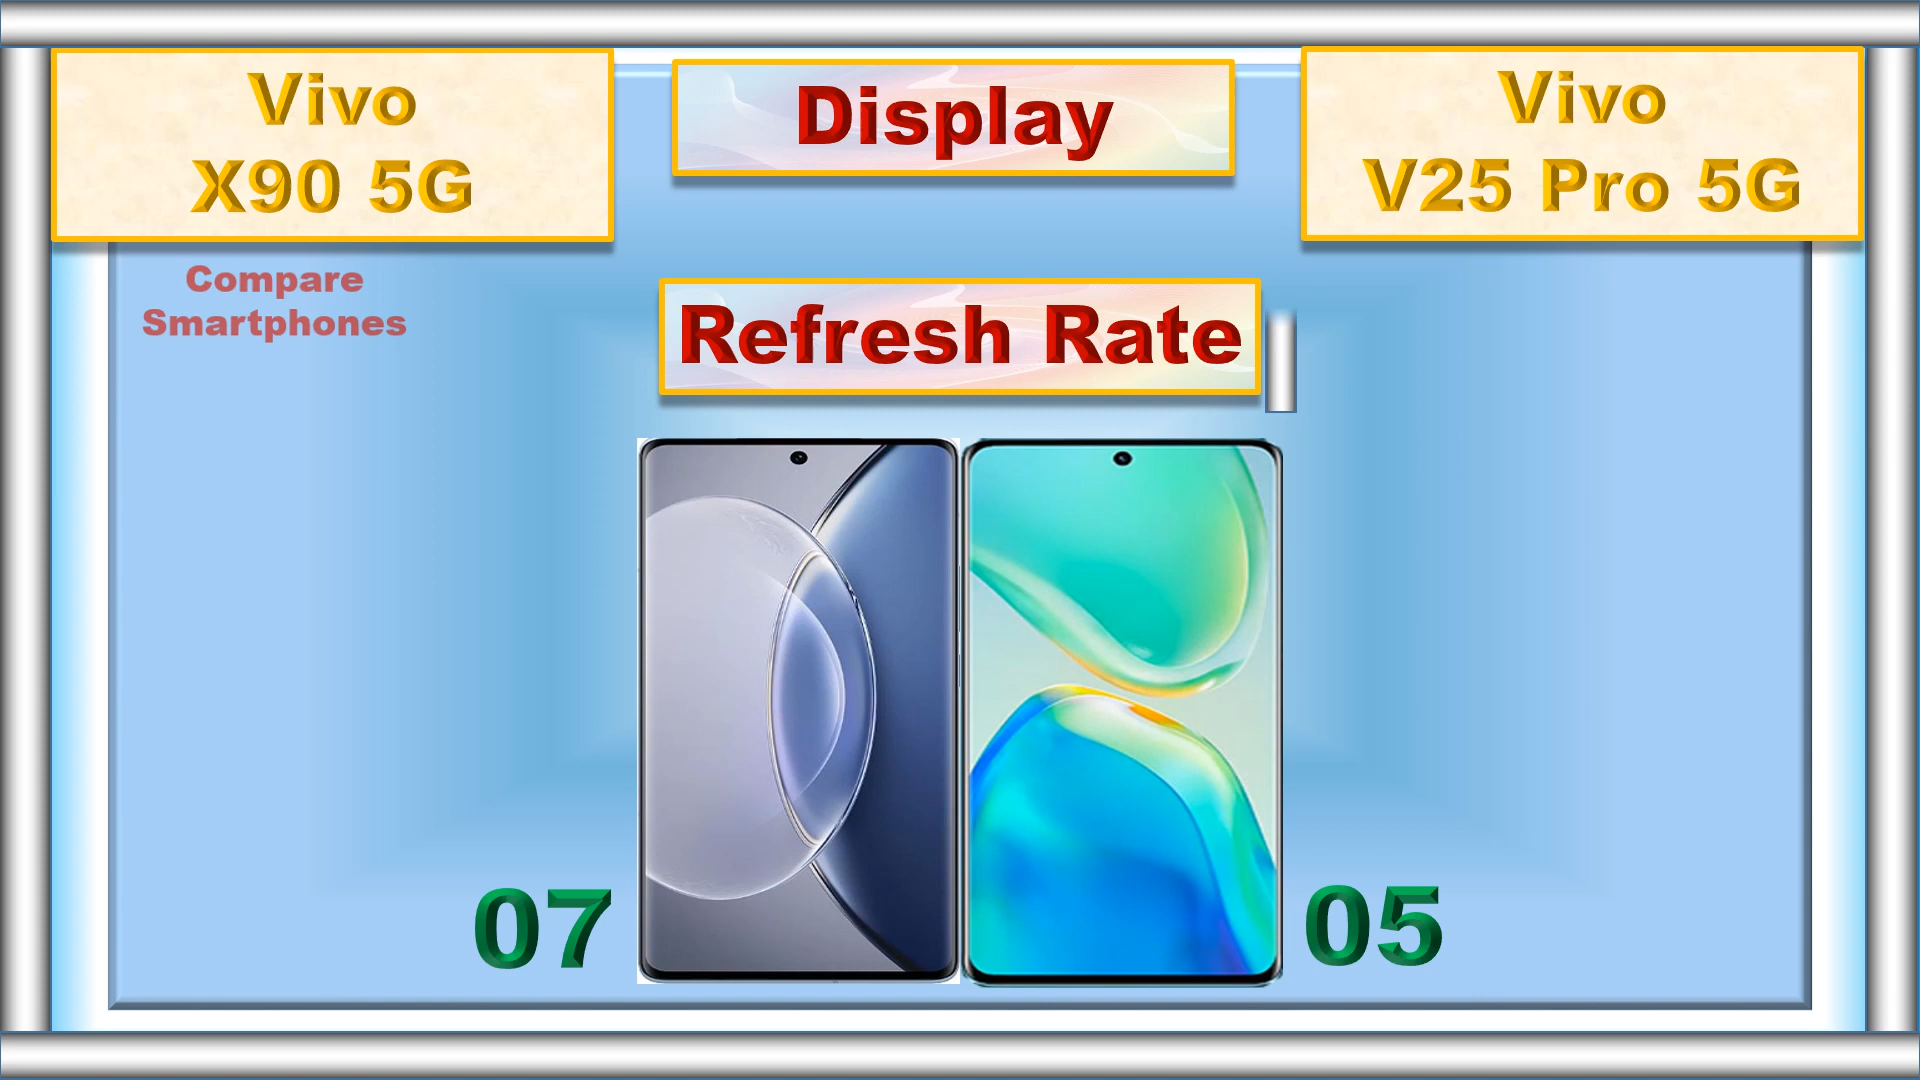 Vivo
X90 5G
Display
Vivo
V25 Pro 5G
Compare
Smartphones
Refresh Rate
07
05